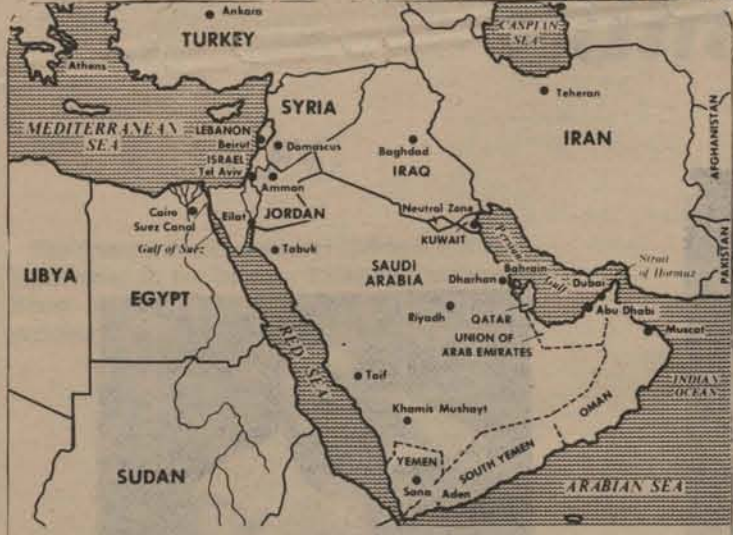 Ankara
TURKEY
CASPIAN
SEA
Athens
Teheran
SYRIA
MEDITERRANEAN
SEA
LEBANON
Beirut
Damascus
Baghdad
IRAN
AFGHANISTAN
ISRAEL
Tel Aviv
Amman
IRAQ
Cairo
Suez Canal
Eilat
JORDAN
Neutral Zone
KUWAIT
Gulf of Suez
Tabuk
Persian
Gulf
Strait
of Hormuz
PAKISTAN
LIBYA
EGYPT
SAUDI
ARABIA
Dharhan
Bahrain
Dubai
RED SEA
Riyadh
QATAR
Abu Dhabi
UNION OF
ARAB EMIRATES
Muscat
Taif
INDIAN
OCEAN
Khamis Mushayt
OMAN
SUDAN
YEMEN
SOUTH YEMEN
Sana
Aden
ARABIAN SEA